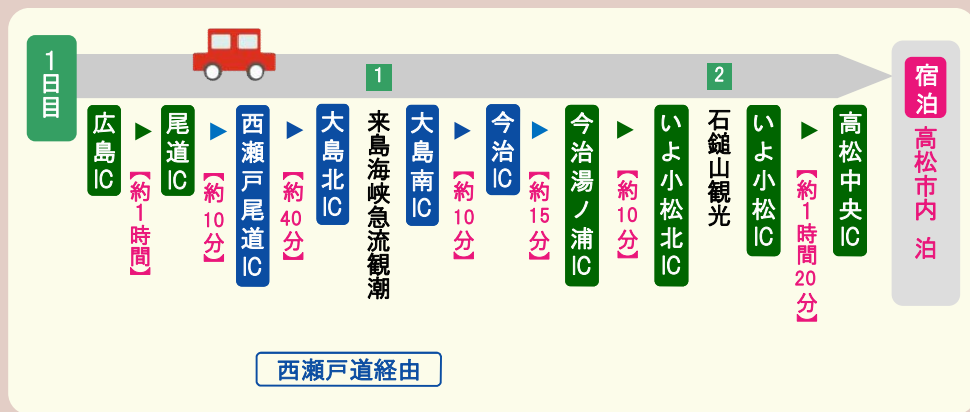 1日目
広島IC
【約1時間】
尾道IC
【約10分】
西瀬戸尾道IC
【約40分】
大島北IC
1
来島海峡急流観潮
大島南IC
【約10分】
今治IC
【約15分】
今治湯ノ浦IC
【約10分】
いよ小松北IC
2
石鎚山観光
いよ小松IC
【約1時間20分】
高松中央IC
宿泊
高松市内 泊
西瀬戸道経由